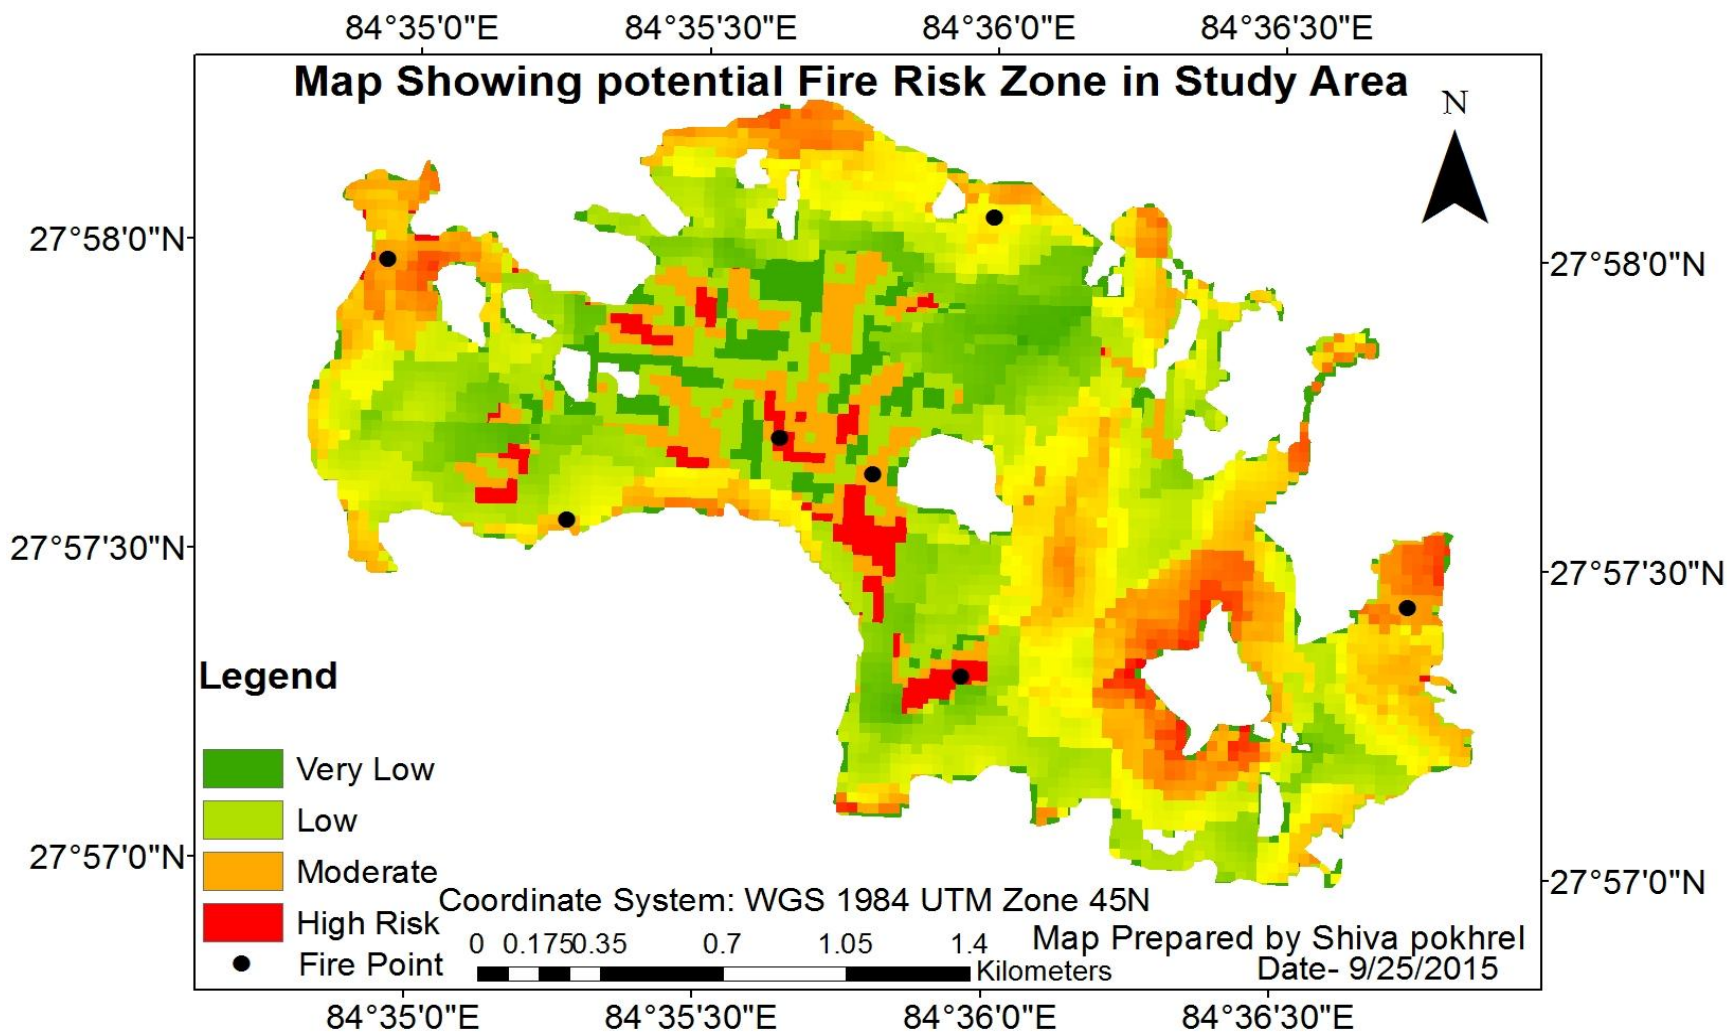 84°35'0"E 84°35'30"E 84°36'0"E 84°36'30"E
Map Showing potential Fire Risk Zone in Study Area
N
27°58'0"N
27°58'0"N
27°57'30"N
27°57'30"N
Legend
Very Low
Low
Moderate
High Risk
Fire Point
27°57'0"N
27°57'0"N
Coordinate System: WGS 1984 UTM Zone 45N
0 0.175 0.35 0.7 1.05 1.4
Kilometers
Map Prepared by Shiva pokhrel
Date- 9/25/2015
84°35'0"E 84°35'30"E 84°36'0"E 84°36'30"E